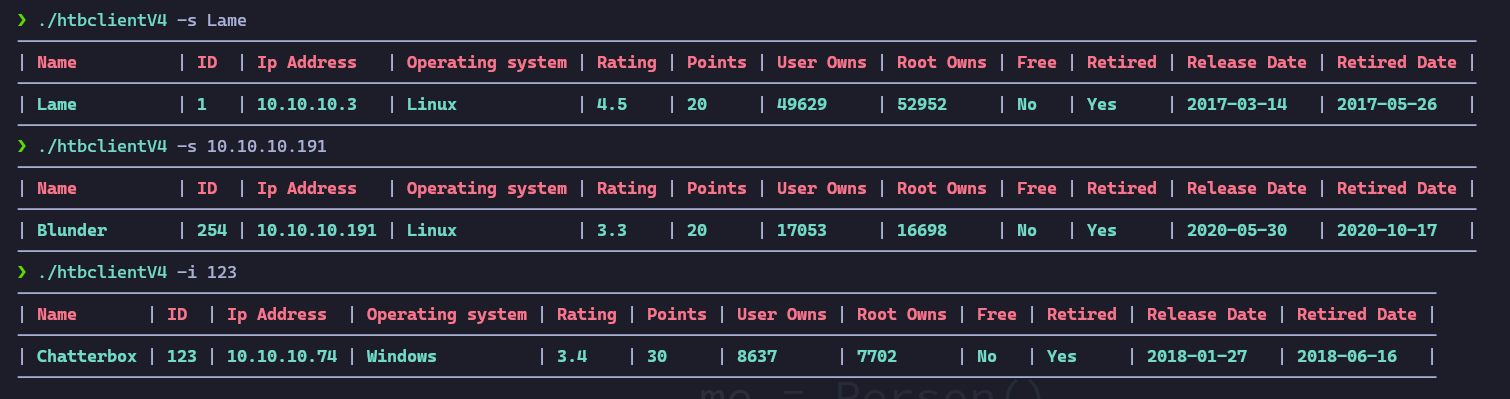 ❯ ./htbclientV4 -s Lame
| Name | ID | Ip Address | Operating system | Rating | Points | User Owns | Root Owns | Free | Retired | Release Date | Retired Date |
| Lame | 1 | 10.10.10.3 | Linux | 4.5 | 20 | 49629 | 52952 | No | Yes | 2017-03-14 | 2017-05-26 |
❯ ./htbclientV4 -s 10.10.10.191
| Name | ID | Ip Address | Operating system | Rating | Points | User Owns | Root Owns | Free | Retired | Release Date | Retired Date |
| Blunder | 254 | 10.10.10.191 | Linux | 3.3 | 20 | 17053 | 16698 | No | Yes | 2020-05-30 | 2020-10-17 |
❯ ./htbclientV4 -i 123
| Name | ID | Ip Address | Operating system | Rating | Points | User Owns | Root Owns | Free | Retired | Release Date | Retired Date |
| Chatterbox | 123 | 10.10.10.74 | Windows | 3.4 | 30 | 8637 | 7702 | No | Yes | 2018-01-27 | 2018-06-16 |
me = Person()